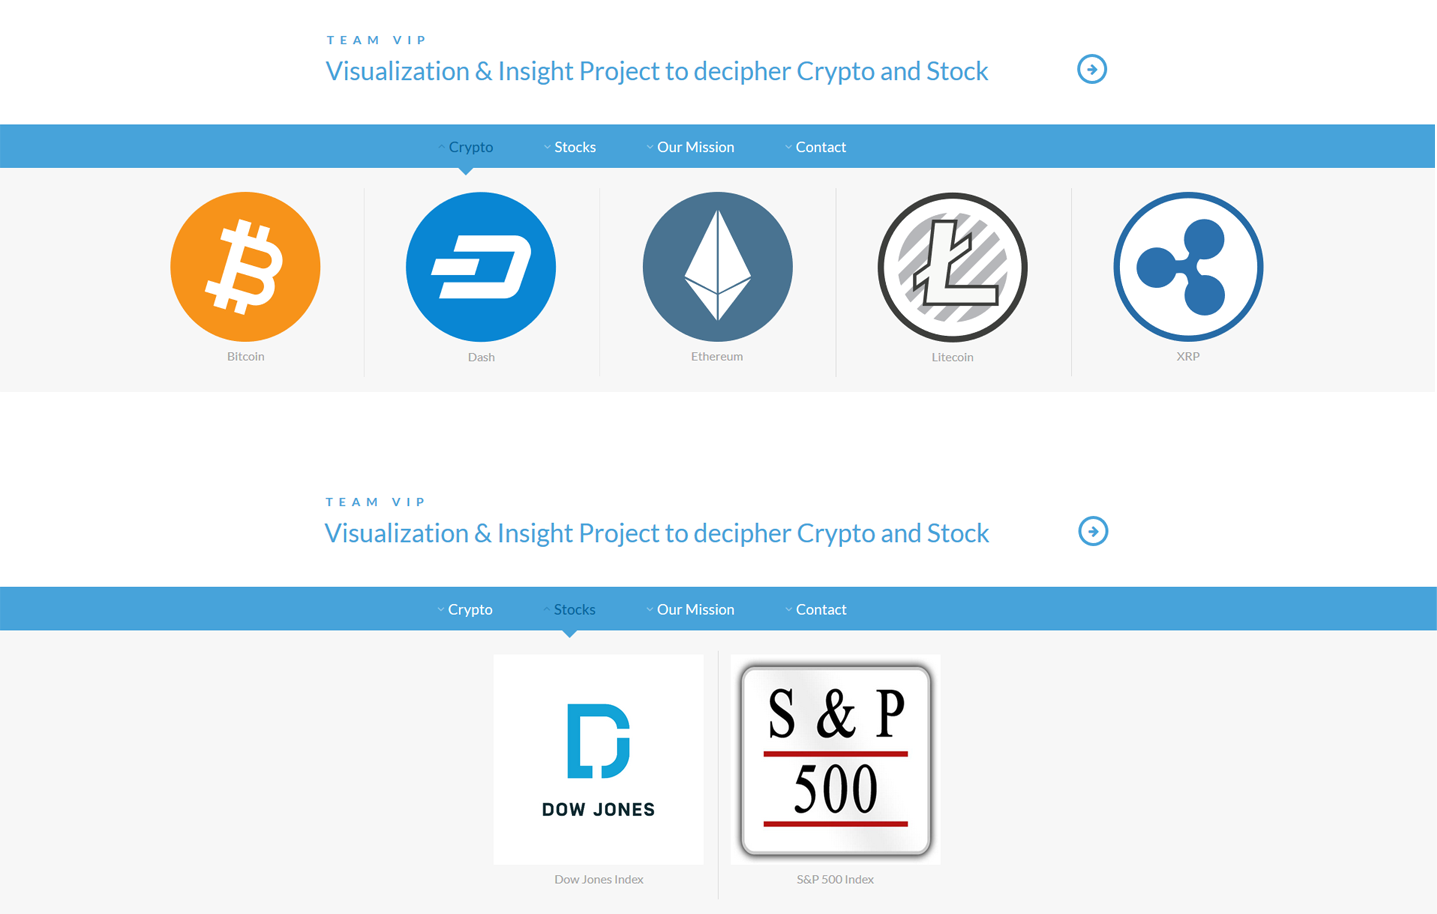 TEAM VIP
Visualization & Insight Project to decipher Crypto and Stock
Crypto Stocks Our Mission Contact
Bitcoin Dash Ethereum Litecoin XRP
TEAM VIP
Visualization & Insight Project to decipher Crypto and Stock
Crypto Stocks Our Mission Contact
DOW JONES
S & P
500
Dow Jones Index S&P 500 Index